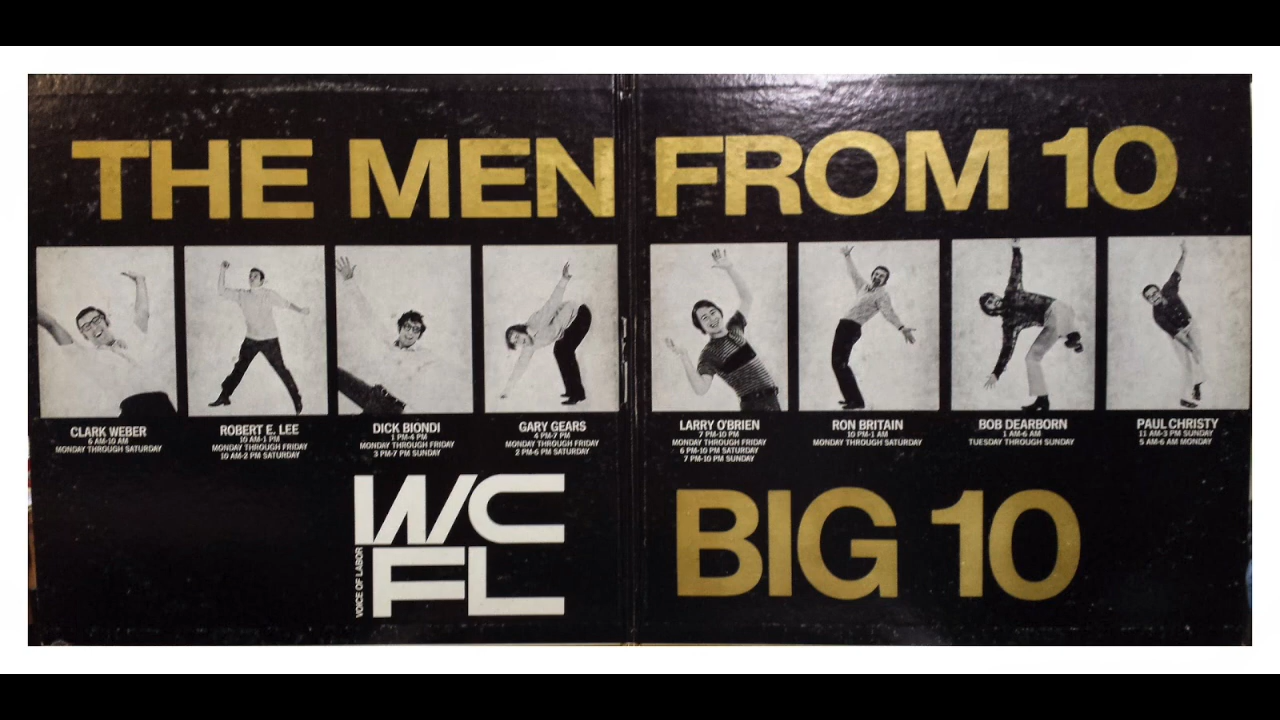 THE MEN FROM 10
CLARK WEBER
6 AM-10 AM
MONDAY THROUGH SATURDAY
ROBERT E. LEE
10 AM-1 PM
MONDAY THROUGH FRIDAY
10 AM-2 PM SATURDAY
DICK BIONDI
1 PM-4 PM
MONDAY THROUGH FRIDAY
3 PM-7 PM SUNDAY
GARY GEARS
4 PM-7 PM
MONDAY THROUGH FRIDAY
2 PM-6 PM SATURDAY
LARRY O'BRIEN
7 PM-10 PM
MONDAY THROUGH FRIDAY
6 PM-10 PM SATURDAY
7 PM-10 PM SUNDAY
RON BRITAIN
10 PM-1 AM
MONDAY THROUGH SATURDAY
BOB DEARBORN
1 AM-6 AM
TUESDAY THROUGH SUNDAY
PAUL CHRISTY
11 AM-3 PM SUNDAY
5 AM-6 AM MONDAY
WC
FL
VOICE OF LABOR
BIG 10